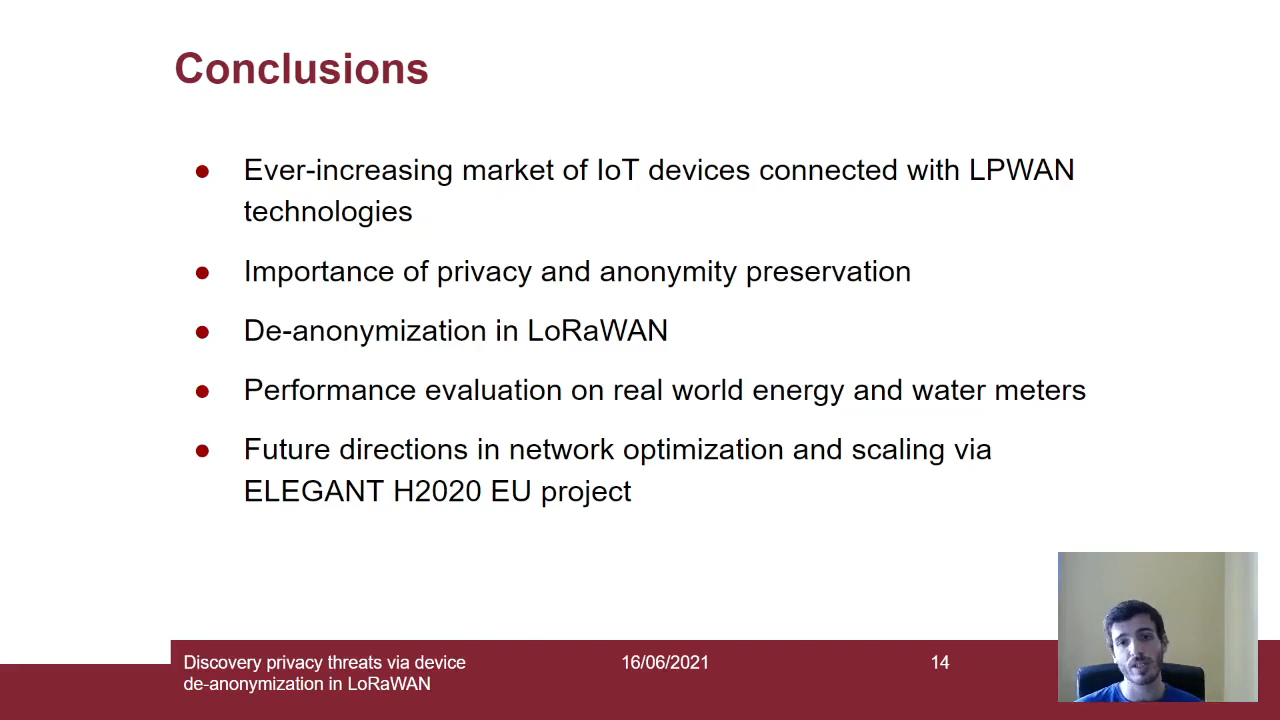 Conclusions
● Ever-increasing market of IoT devices connected with LPWAN
technologies
● Importance of privacy and anonymity preservation
● De-anonymization in LoRaWAN
● Performance evaluation on real world energy and water meters
● Future directions in network optimization and scaling via
ELEGANT H2020 EU project
Discovery privacy threats via device
de-anonymization in LoRaWAN
16/06/2021
14